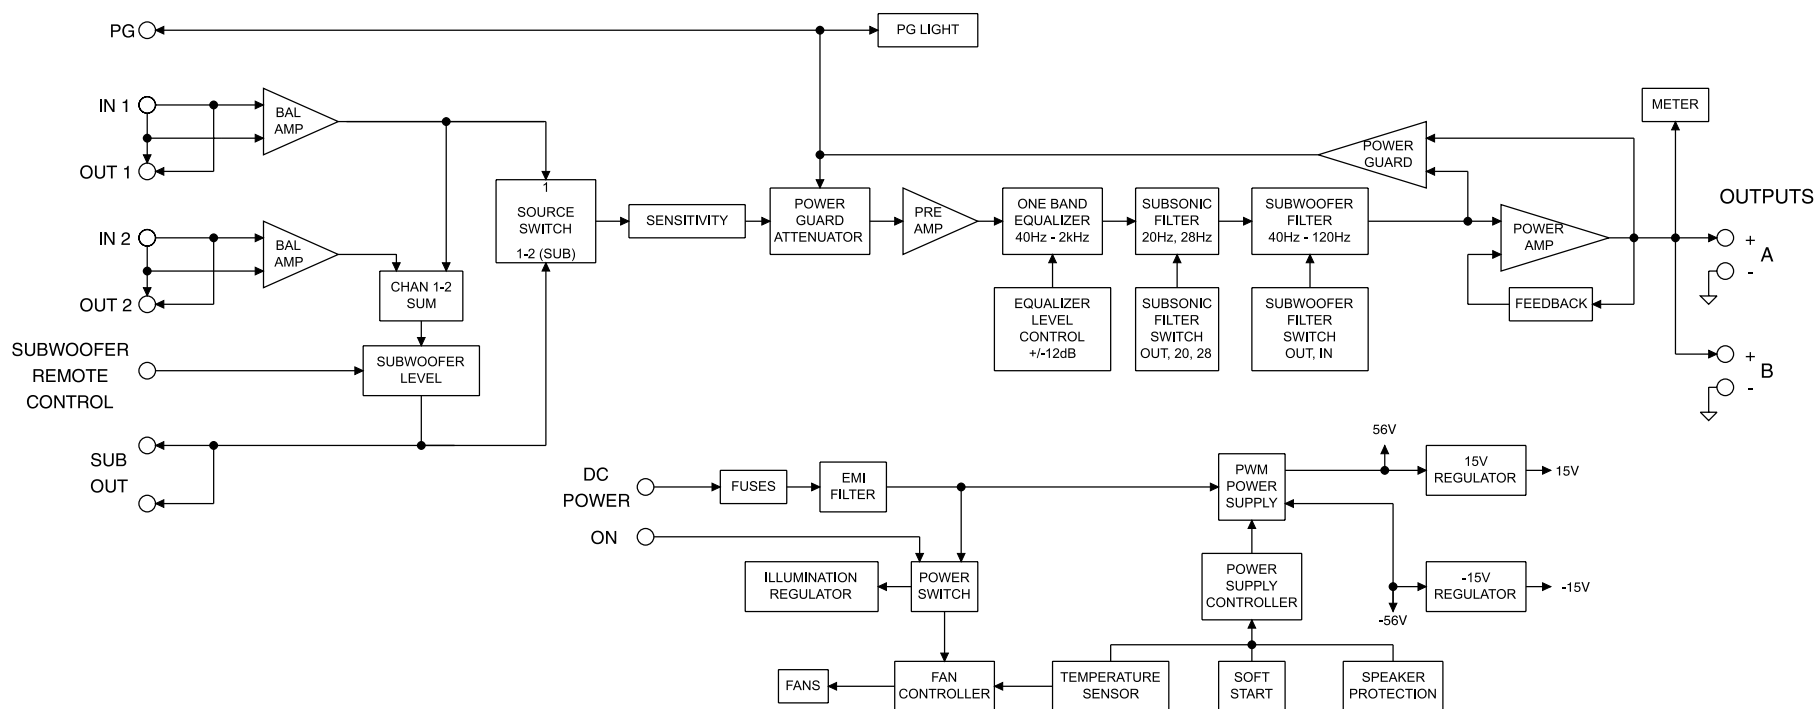 PG
PG LIGHT
IN 1
BAL
AMP
OUT 1
IN 2
BAL
AMP
OUT 2
CHAN 1-2
SUM
SUBWOOFER
REMOTE
CONTROL
SUBWOOFER
LEVEL
SUB
OUT
1
SOURCE
SWITCH
1-2 (SUB)
SENSITIVITY
POWER
GUARD
ATTENUATOR
PRE
AMP
ONE BAND
EQUALIZER
40Hz - 2kHz
SUBSONIC
FILTER
20Hz, 28Hz
SUBWOOFER
FILTER
40Hz - 120Hz
EQUALIZER
LEVEL
CONTROL
+/-12dB
SUBSONIC
FILTER
SWITCH
OUT, 20, 28
SUBWOOFER
FILTER
SWITCH
OUT, IN
POWER
GUARD
POWER
AMP
FEEDBACK
METER
OUTPUTS
+
A
-
+
B
-
DC
POWER
FUSES
EMI
FILTER
PWM
POWER
SUPPLY
56V
15V
REGULATOR
15V
ON
ILLUMINATION
REGULATOR
POWER
SWITCH
POWER
SUPPLY
CONTROLLER
-15V
REGULATOR
-15V
-56V
FANS
FAN
CONTROLLER
TEMPERATURE
SENSOR
SOFT
START
SPEAKER
PROTECTION